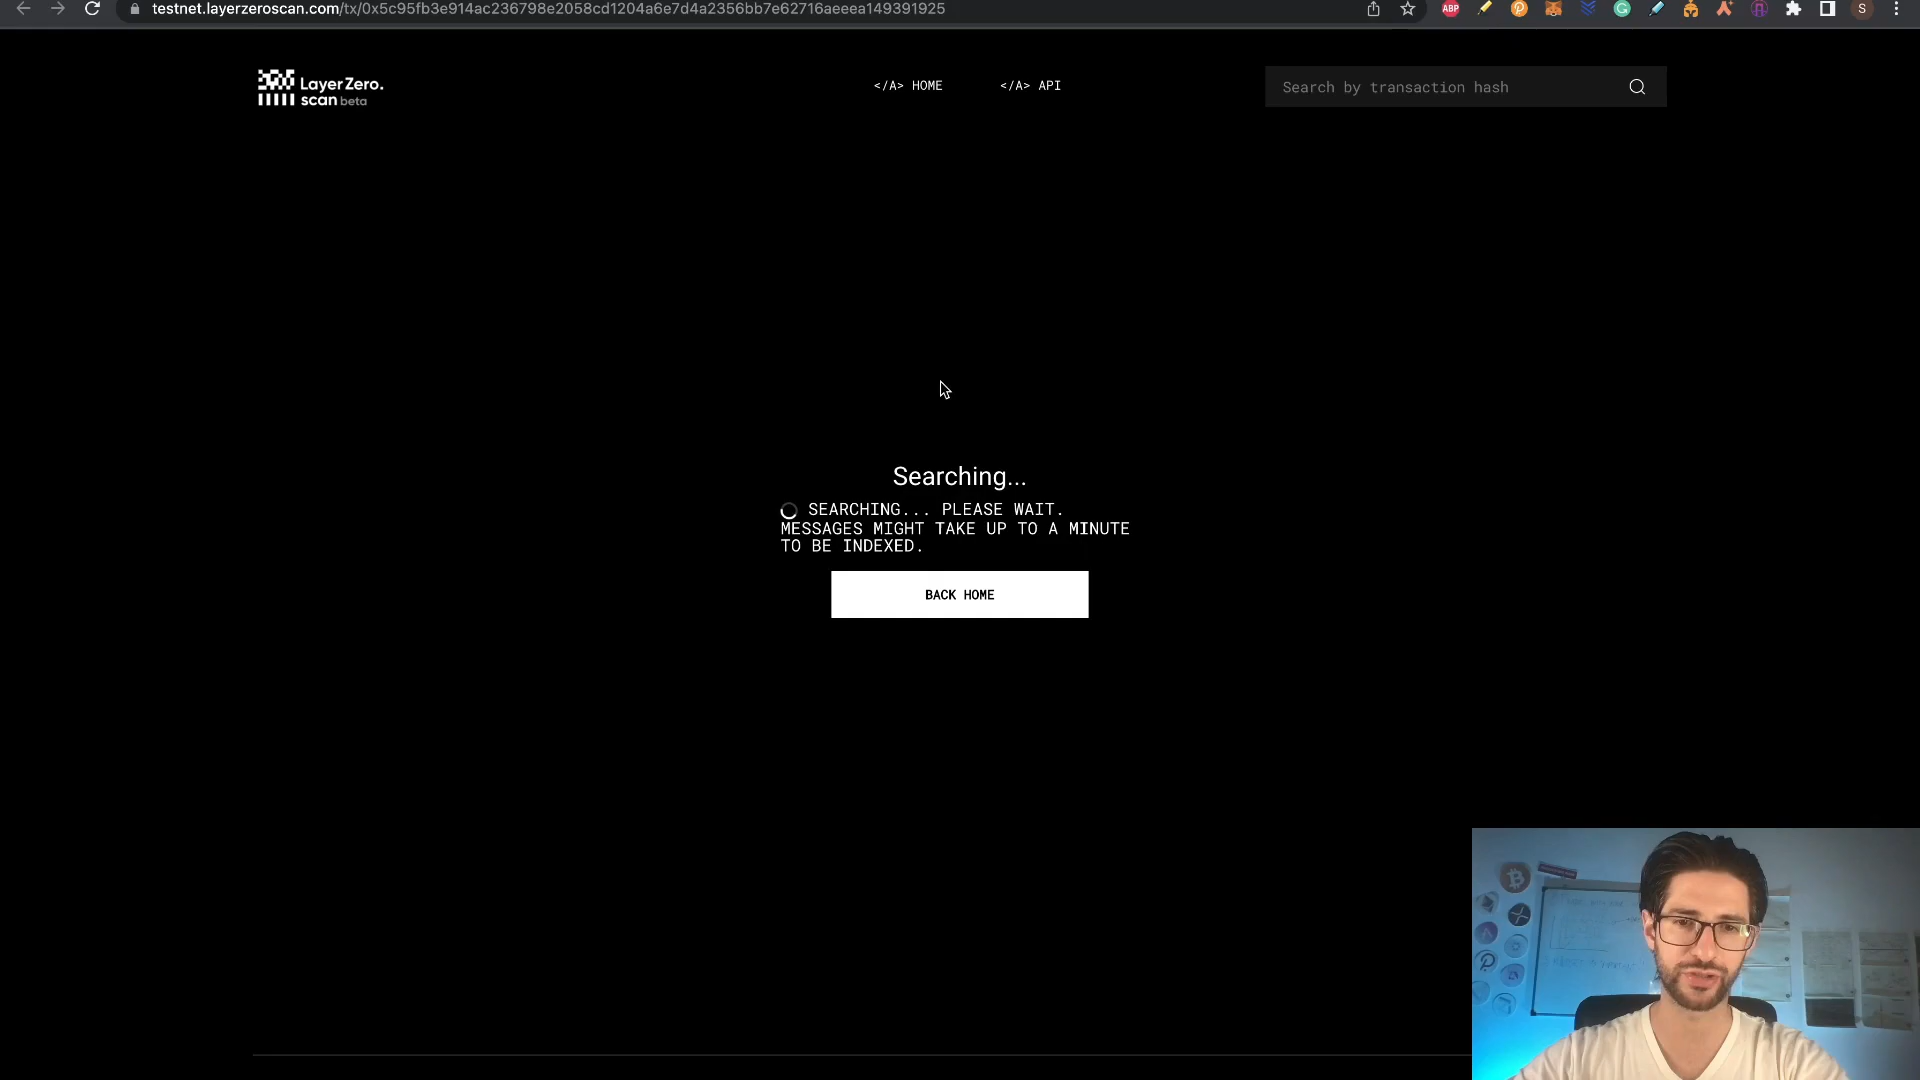 testnet.layerzeroscan.com/tx/0x5c95fb3e914ac236798e2058cd1204a6e7d4a2356bb7e62716aeeea149391925
ABP
S
LayerZero.
scan beta
</A> HOME
</A> API
Search by transaction hash
Searching...
SEARCHING... PLEASE WAIT.
MESSAGES MIGHT TAKE UP TO A MINUTE
TO BE INDEXED.
BACK HOME